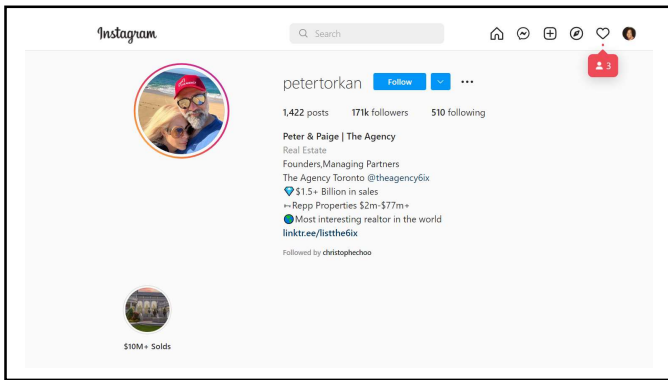 Instagram
Search
3
petertorkan Follow
1,422 posts 171k followers 510 following
Peter & Paige | The Agency
Real Estate
Founders,Managing Partners
The Agency Toronto @theagency6ix
💎$1.5+ Billion in sales
🗝Repp Properties $2m-$77m+
🌎Most interesting realtor in the world
linktr.ee/listthe6ix
Followed by christophechoo
$10M+ Solds